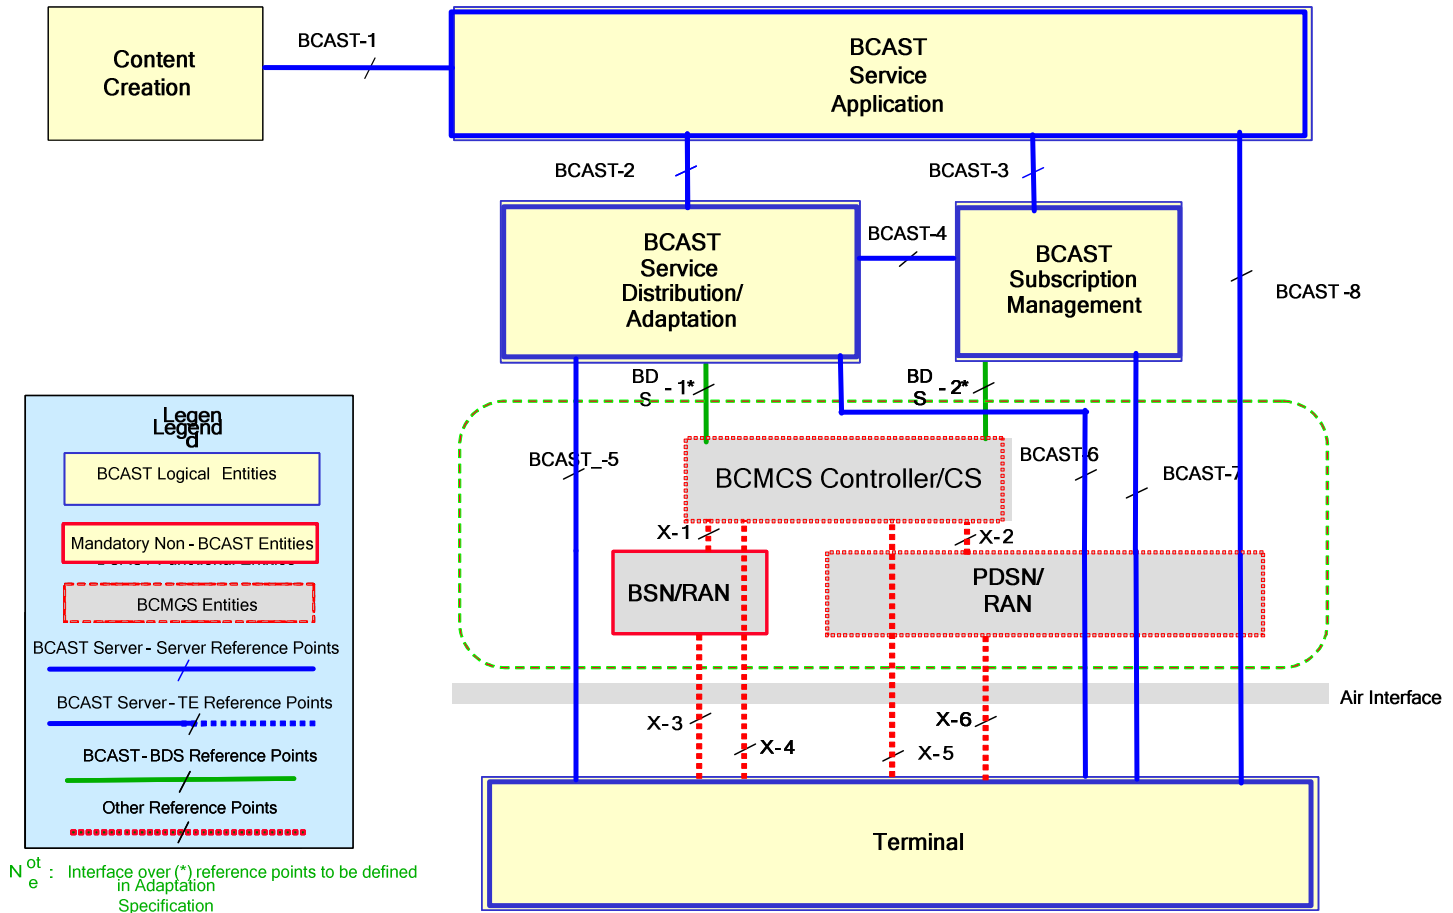 Content
Creation
BCAST-1
BCAST
Service
Application
BCAST-2
BCAST-3
BCAST
Service
Distribution/
Adaptation
BCAST-4
BCAST
Subscription
Management
BCAST -8
BD
S
- 1*
BD
S
- 2*
BCAST_-5
BCMCS Controller/CS
BCAST-6
BCAST-7
X-1
X-2
BSN/RAN
PDSN/
RAN
Air Interface
X-3
X-4
X-5
X-6
Terminal
Legen
d
Legend
BCAST Logical Entities
Mandatory Non - BCAST Entities
BCMCS Entities
BCAST Server - Server Reference Points
BCAST Server - TE Reference Points
BCAST - BDS Reference Points
Other Reference Points
N ot e : Interface over (*) reference points to be defined
in Adaptation
Specification